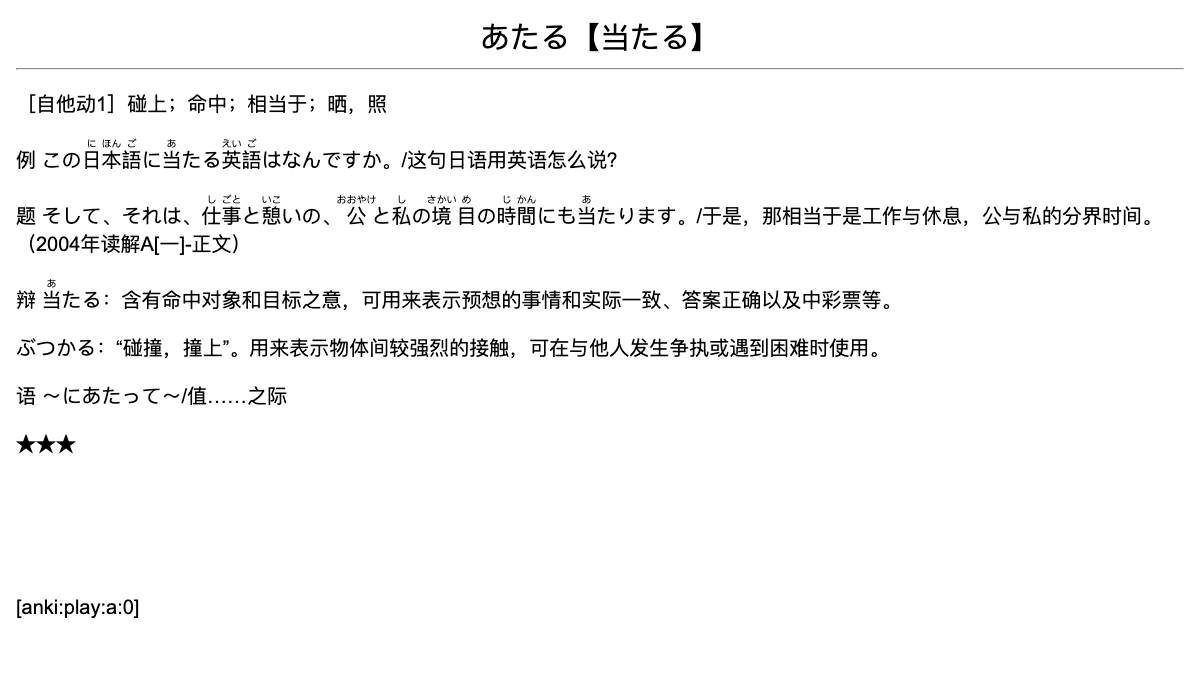 あたる【当たる】
［自他动1］碰上；命中；相当于；晒，照
例 この日本語に当たる英語はなんですか。/这句日语用英语怎么说?
题 そして、それは、仕事と憩いの、公と私の境目の時間にも当たります。/于是，那相当于是工作与休息，公与私的分界时间。
（2004年读解A[一]-正文）
辩 当たる：含有命中对象和目标之意，可用来表示预想的事情和实际一致、答案正确以及中彩票等。
ぶつかる：“碰撞，撞上”。用来表示物体间较强烈的接触，可在与他人发生争执或遇到困难时使用。
语 ～にあたって～/值……之际
★★★
[anki:play:a:0]